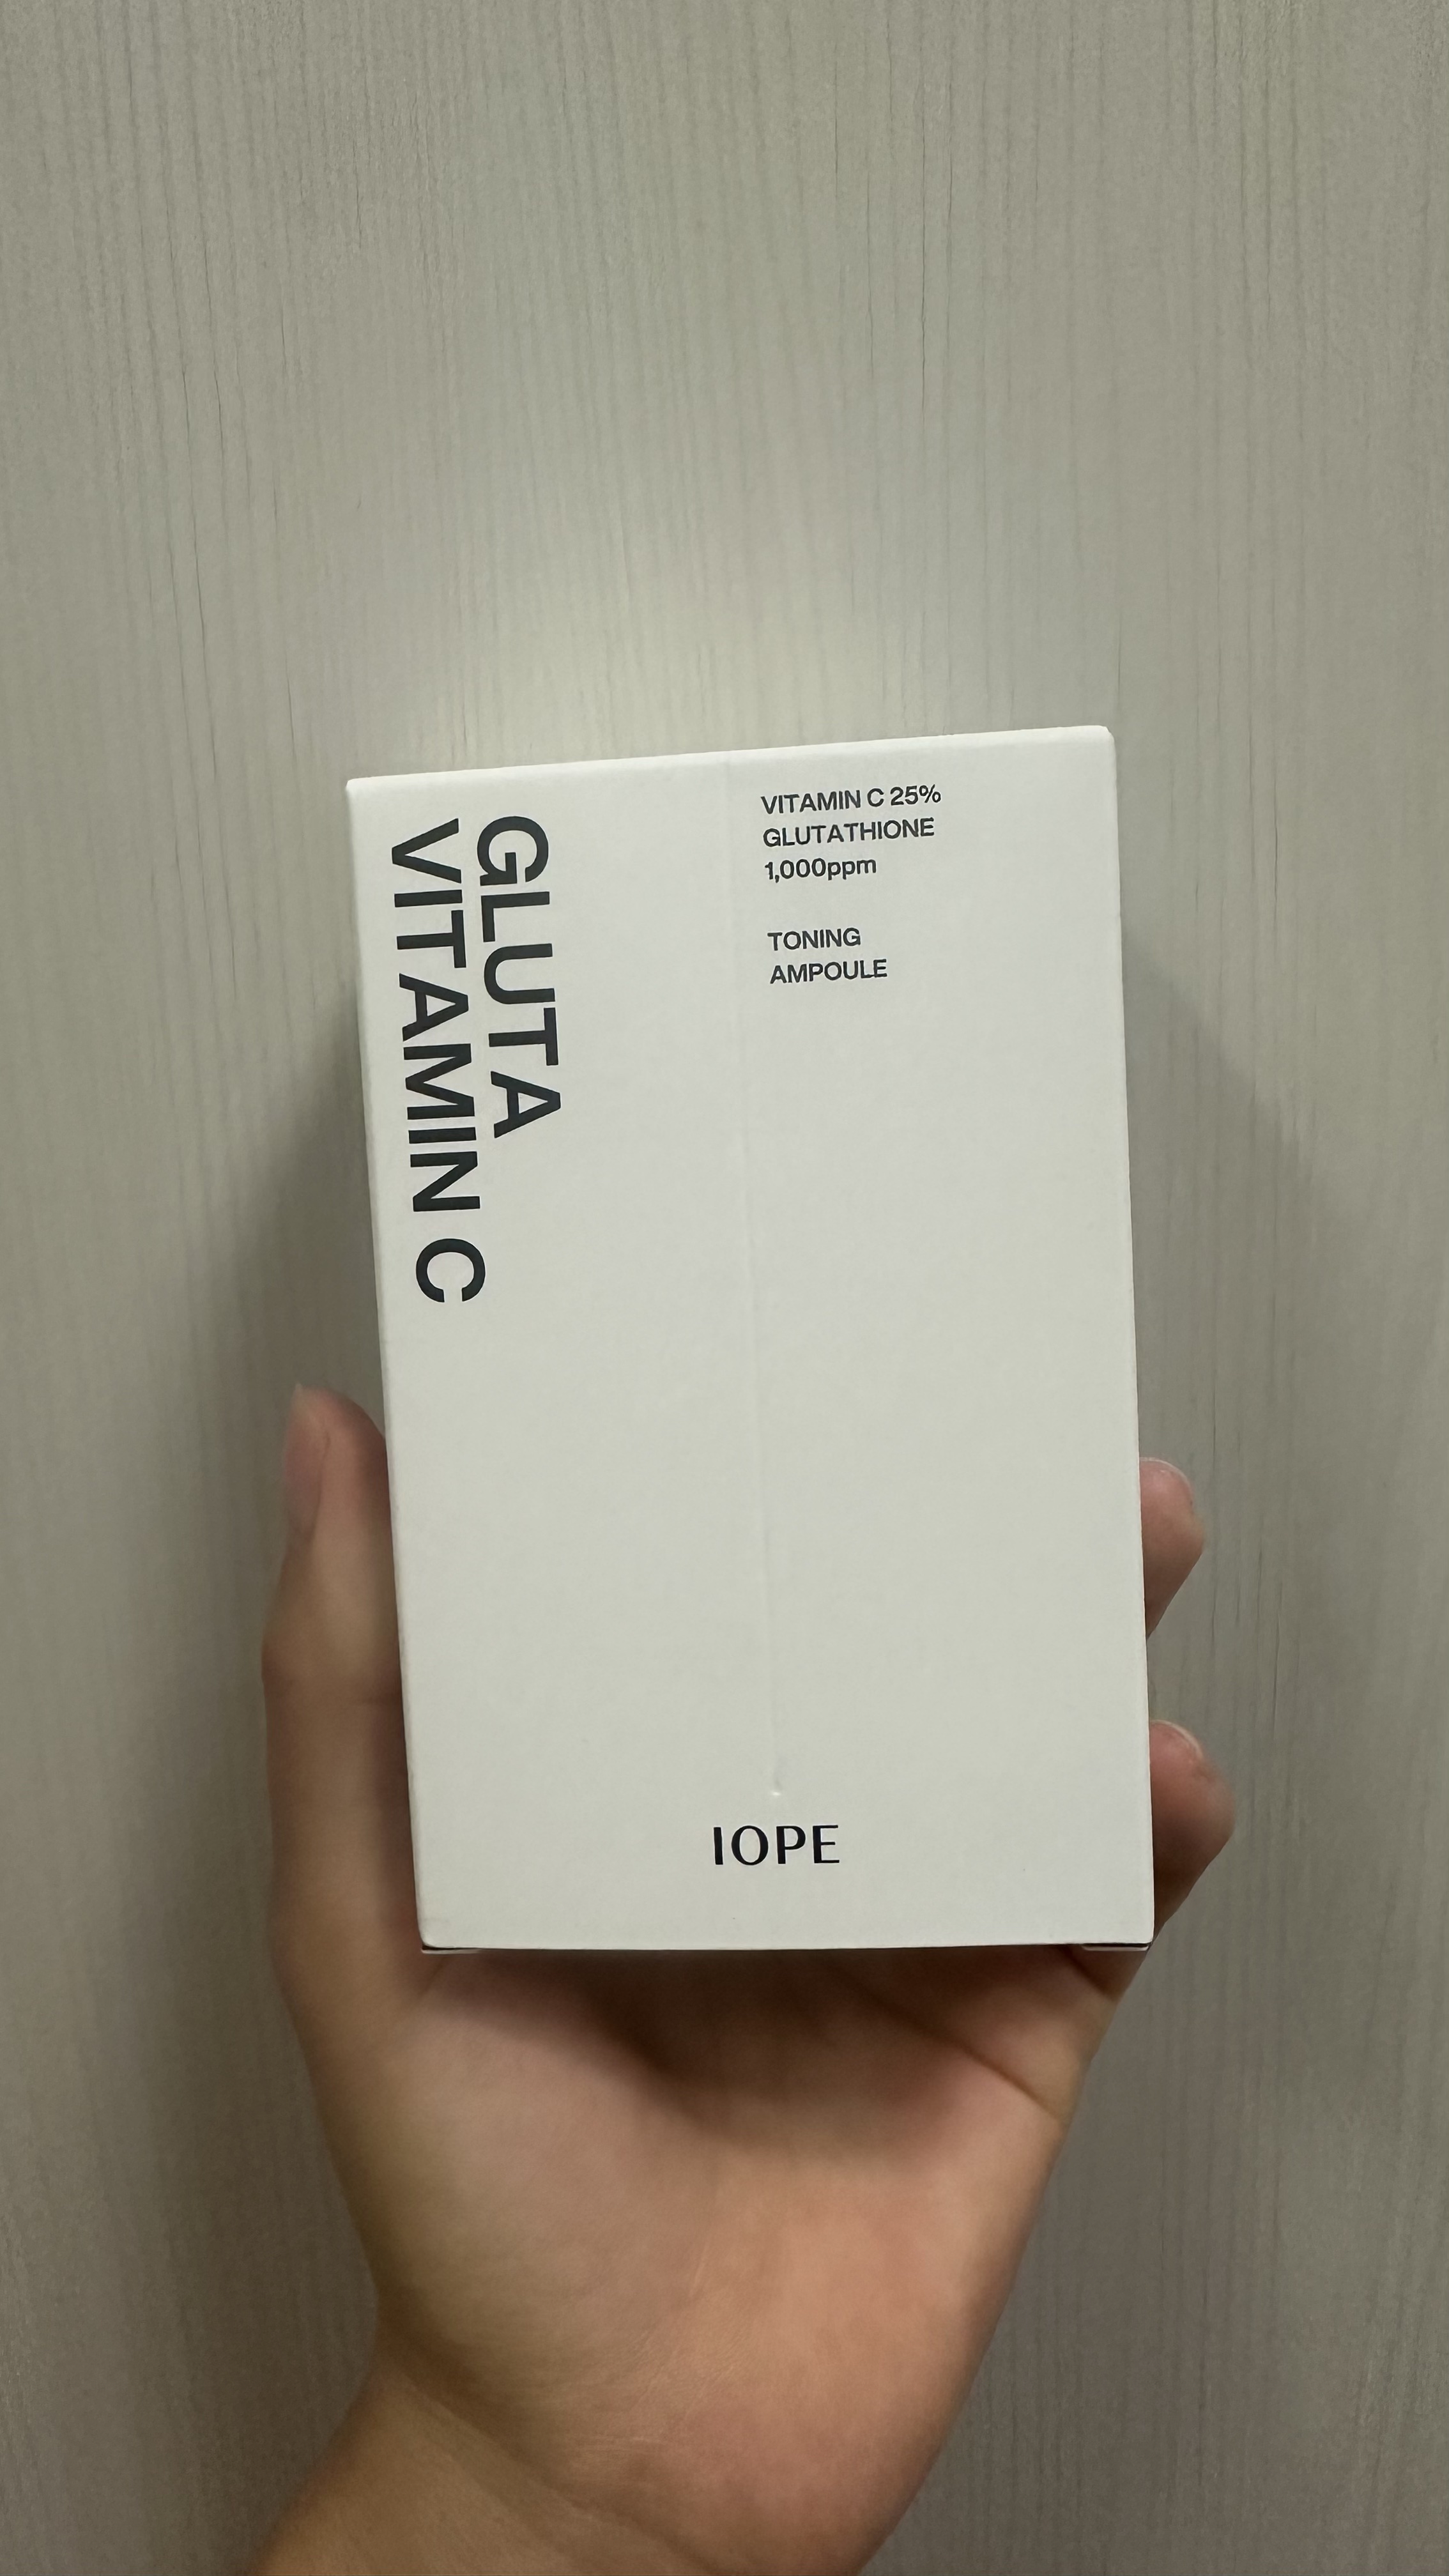 GLUTA
VITAMIN C
VITAMIN C 25%
GLUTATHIONE
1,000ppm
TONING
AMPOULE
IOPE